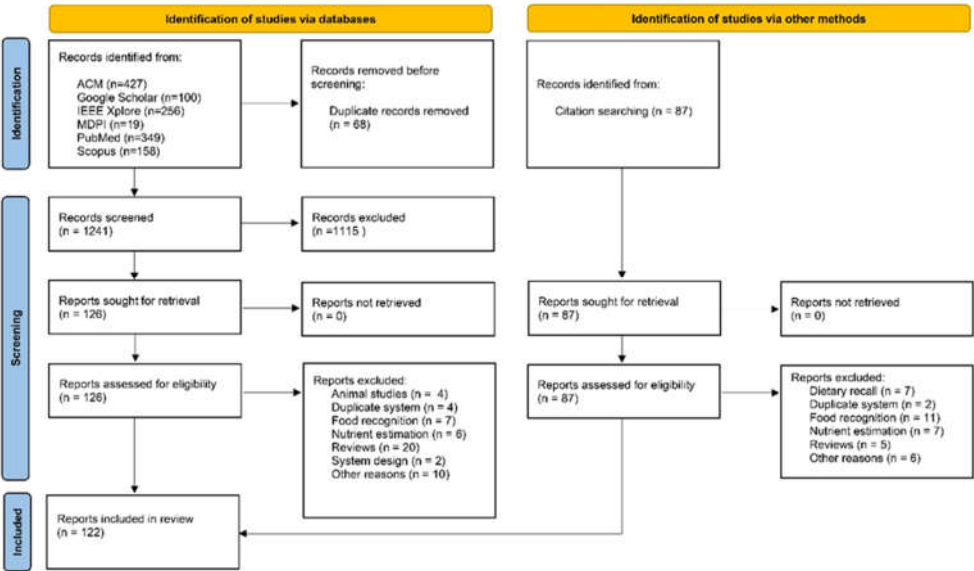 Identification of studies via databases
Identification of studies via other methods
Identification
Records identified from:
ACM (n=427)
Google Scholar (n=100)
IEEE Xplore (n=256)
MDPI (n=19)
PubMed (n=349)
Scopus (n=158)
Records removed before
screening:
Duplicate records removed
(n = 68)
Records identified from:
Citation searching (n = 87)
Screening
Records screened
(n = 1241)
Records excluded
(n =1115 )
Reports sought for retrieval
(n = 126)
Reports not retrieved
(n = 0)
Reports sought for retrieval
(n = 87)
Reports not retrieved
(n = 0)
Reports assessed for eligibility
(n = 126)
Reports excluded:
Animal studies (n = 4)
Duplicate system (n = 4)
Food recognition (n = 7)
Nutrient estimation (n = 6)
Reviews (n = 20)
System design (n = 2)
Other reasons (n = 10)
Reports assessed for eligibility
(n = 87)
Reports excluded:
Dietary recall (n = 7)
Duplicate system (n = 2)
Food recognition (n = 11)
Nutrient estimation (n = 7)
Reviews (n = 5)
Other reasons (n = 6)
Included
Reports included in review
(n = 122)